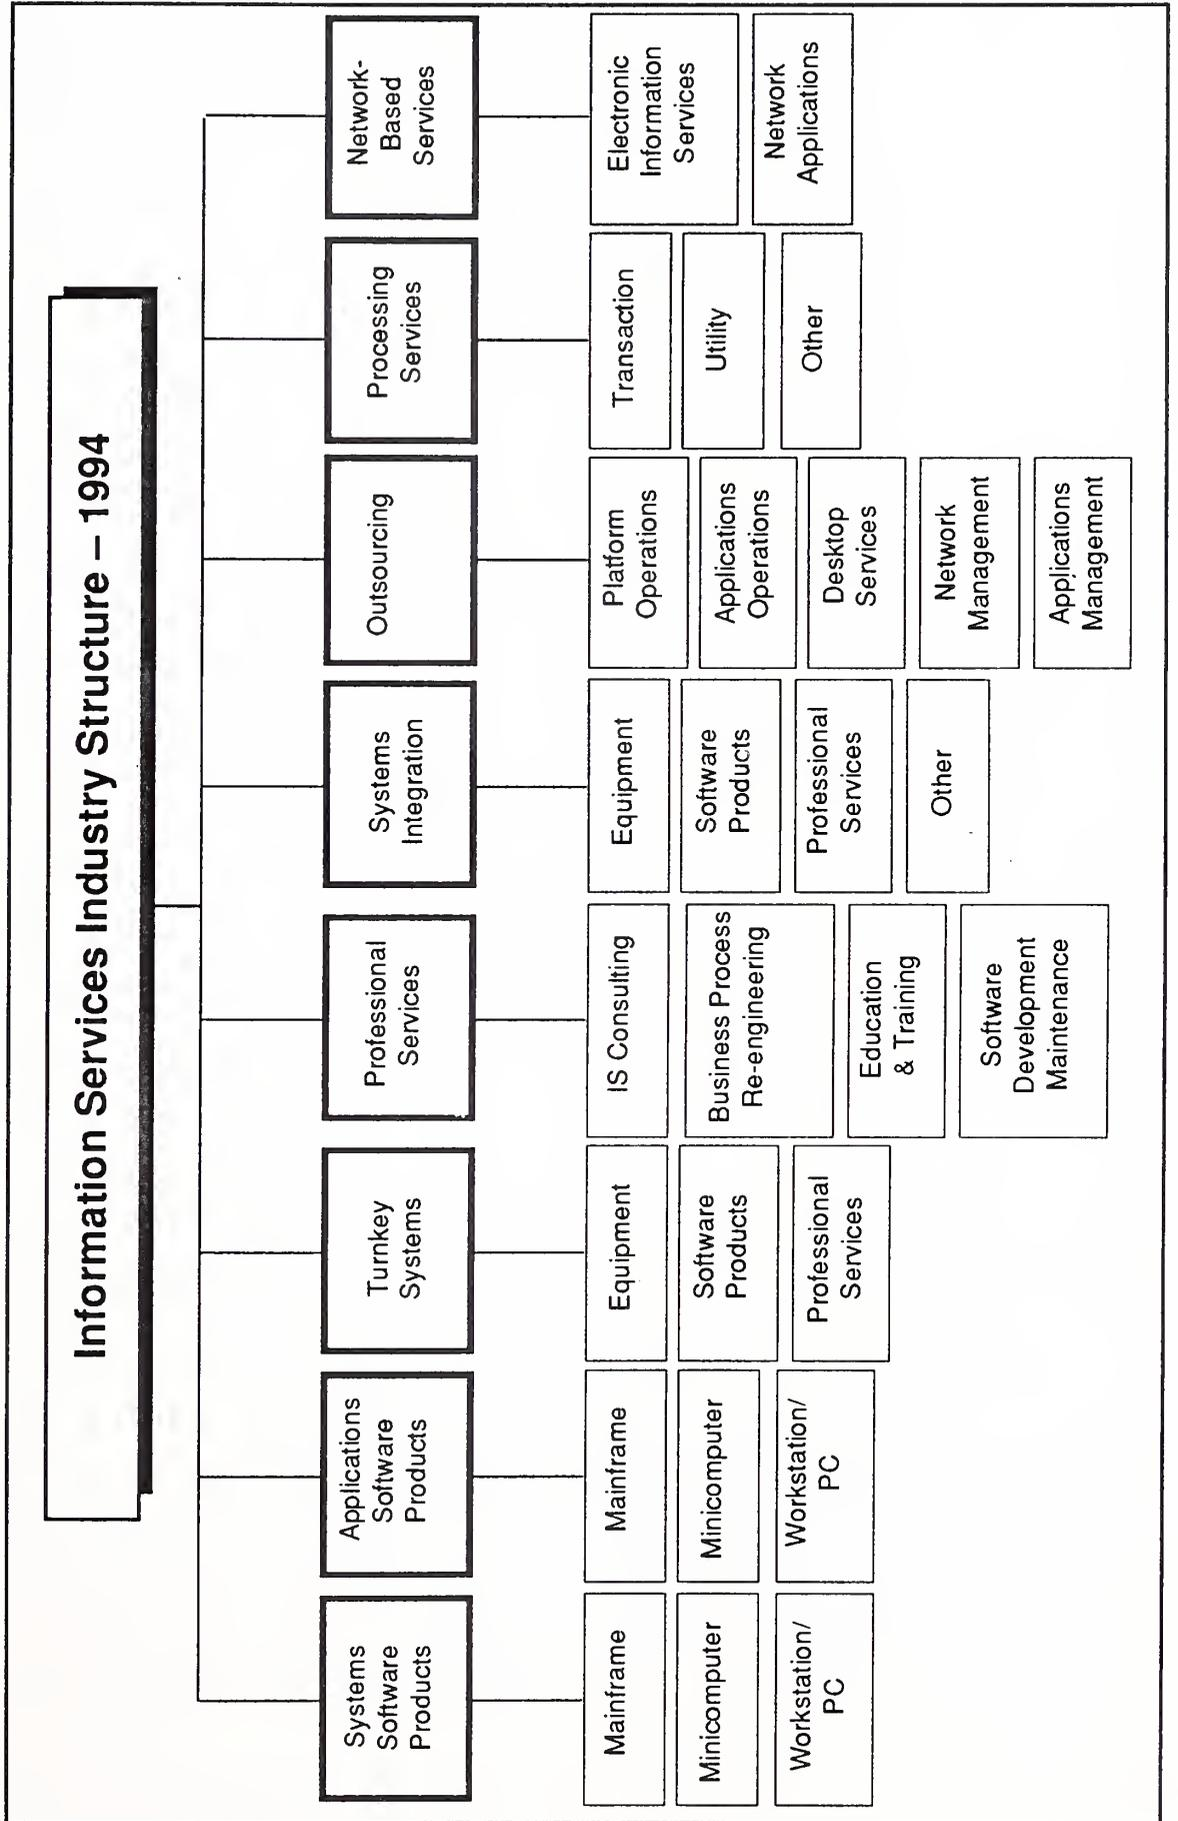 Information Services Industry Structure – 1994
Systems
Software
Products
Mainframe
Minicomputer
Workstation/
PC
Applications
Software
Products
Mainframe
Minicomputer
Workstation/
PC
Turnkey
Systems
Equipment
Software
Products
Professional
Services
Professional
Services
IS Consulting
Business Process
Re-engineering
Education
& Training
Software
Development
Maintenance
Systems
Integration
Equipment
Software
Products
Professional
Services
Other
Outsourcing
Platform
Operations
Applications
Operations
Desktop
Services
Network
Management
Applications
Management
Processing
Services
Transaction
Utility
Other
Network-
Based
Services
Electronic
Information
Services
Network
Applications